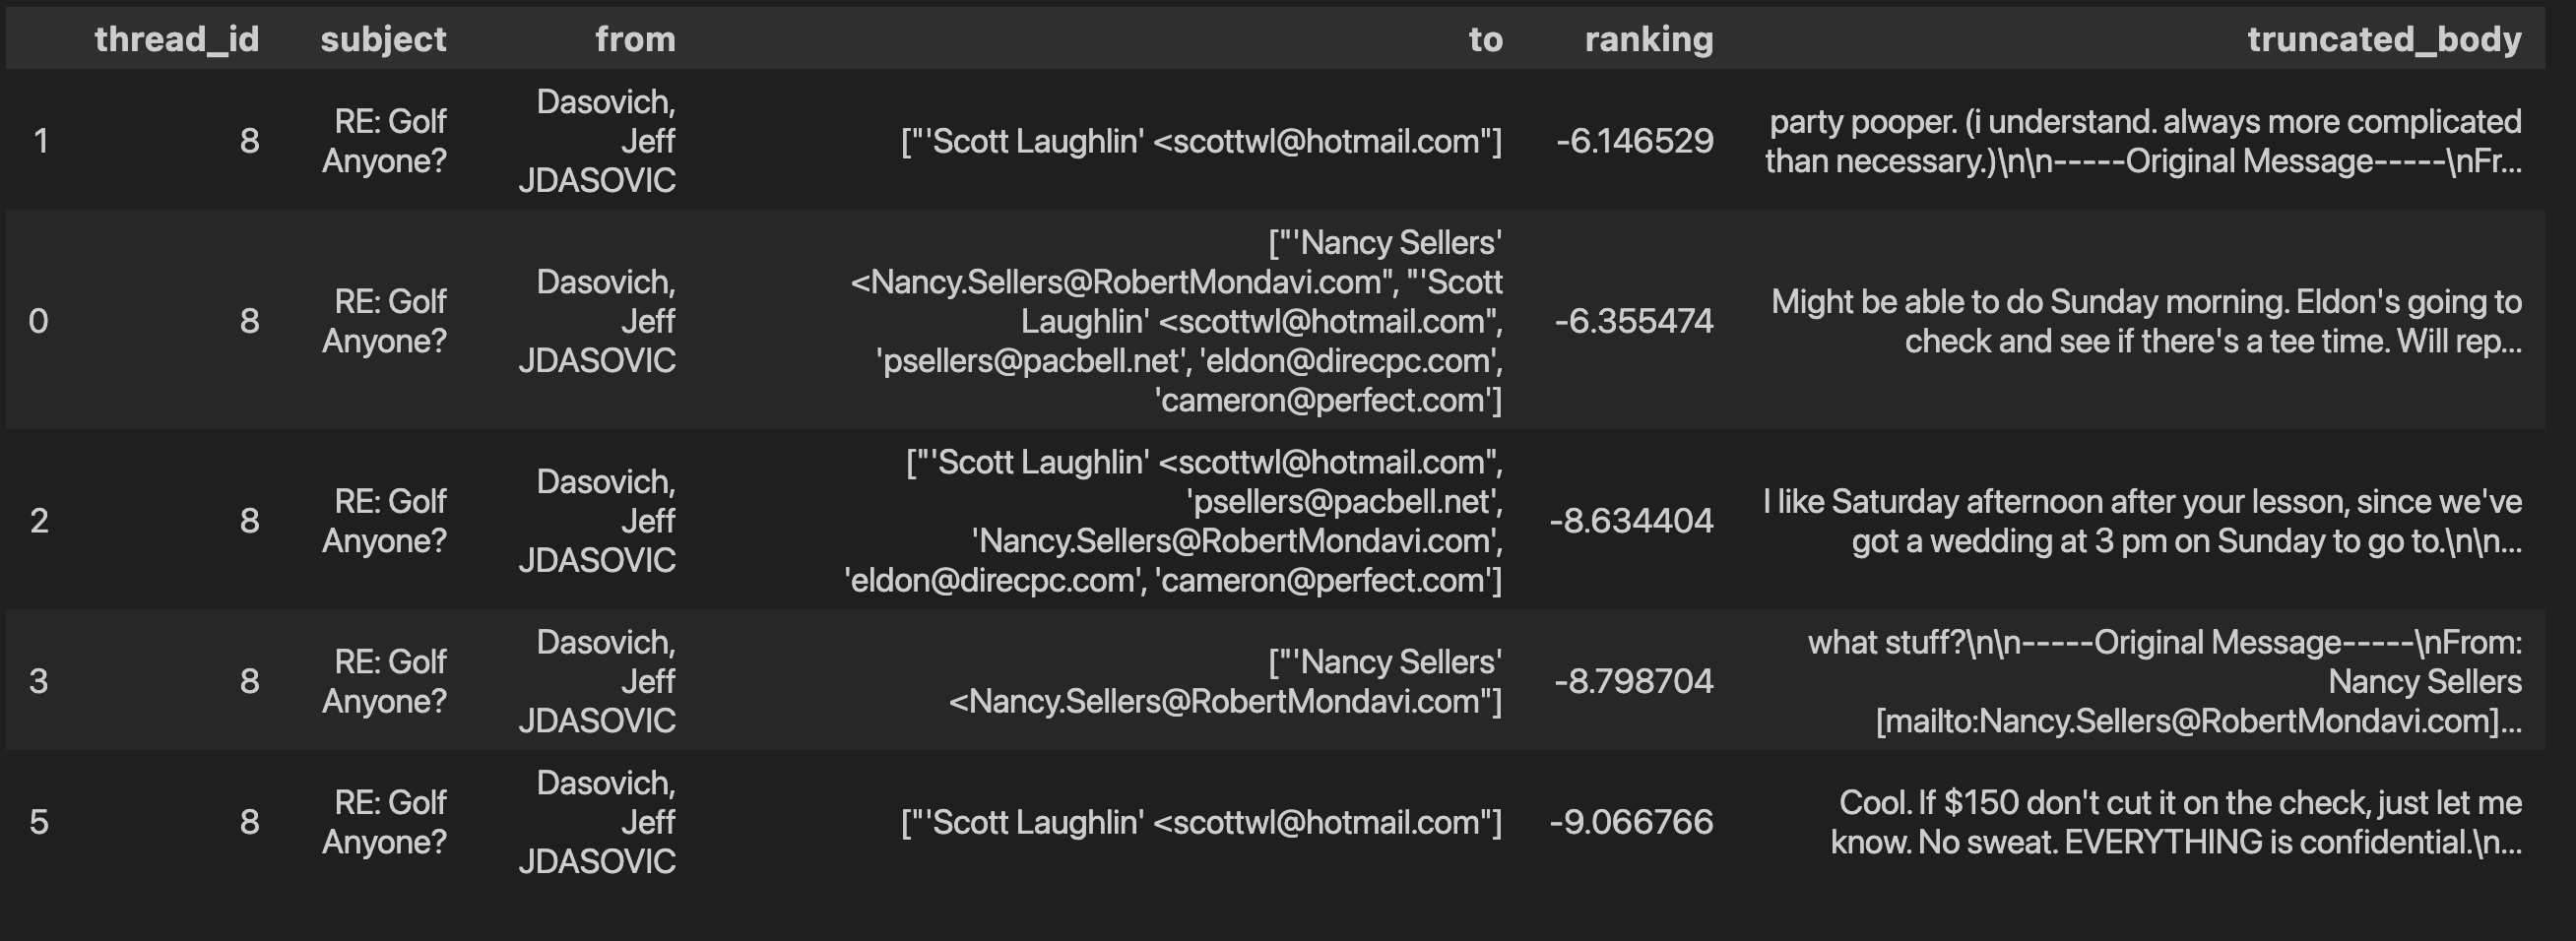 thread_id subject from to ranking truncated_body
1 8 RE: Golf Anyone? Dasovich, Jeff JDASOVIC ["'Scott Laughlin' <scottwl@hotmail.com"] -6.146529 party pooper. (i understand. always more complicated
than necessary.)\n\n-----Original Message-----\nFr...
0 8 RE: Golf Anyone? Dasovich, Jeff JDASOVIC ["'Nancy Sellers'
<Nancy.Sellers@RobertMondavi.com", "'Scott
Laughlin' <scottwl@hotmail.com",
'psellers@pacbell.net', 'eldon@direcpc.com',
'cameron@perfect.com'] -6.355474 Might be able to do Sunday morning. Eldon's going to
check and see if there's a tee time. Will rep...
2 8 RE: Golf Anyone? Dasovich, Jeff JDASOVIC ["'Scott Laughlin' <scottwl@hotmail.com",
'psellers@pacbell.net',
'Nancy.Sellers@RobertMondavi.com',
'eldon@direcpc.com', 'cameron@perfect.com'] -8.634404 I like Saturday afternoon after your lesson, since we've
got a wedding at 3 pm on Sunday to go to.\n\n...
3 8 RE: Golf Anyone? Dasovich, Jeff JDASOVIC ["'Nancy Sellers'
<Nancy.Sellers@RobertMondavi.com"] -8.798704 what stuff?\n\n-----Original Message-----\nFrom:
Nancy Sellers
[mailto:Nancy.Sellers@RobertMondavi.com]...
5 8 RE: Golf Anyone? Dasovich, Jeff JDASOVIC ["'Scott Laughlin' <scottwl@hotmail.com"] -9.066766 Cool. If $150 don't cut it on the check, just let me
know. No sweat. EVERYTHING is confidential.\n...